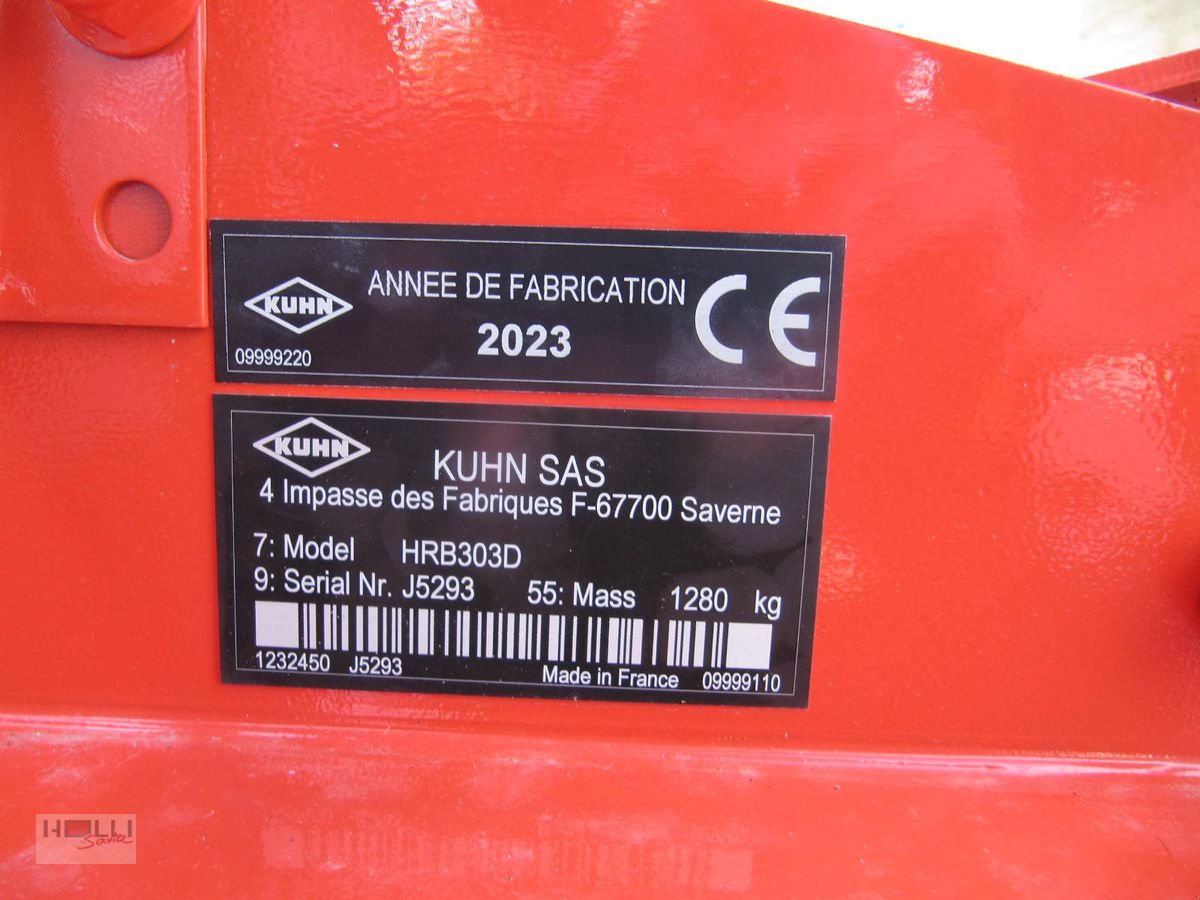 KUHN
ANNEE DE FABRICATION
2023
09999220
CE
KUHN
KUHN SAS
4 Impasse des Fabriques F-67700 Saverne
7: Model HRB303D
9: Serial Nr. J5293 55: Mass 1280 kg
1232450 J5293 Made in France 09999110
HOLLI
Service